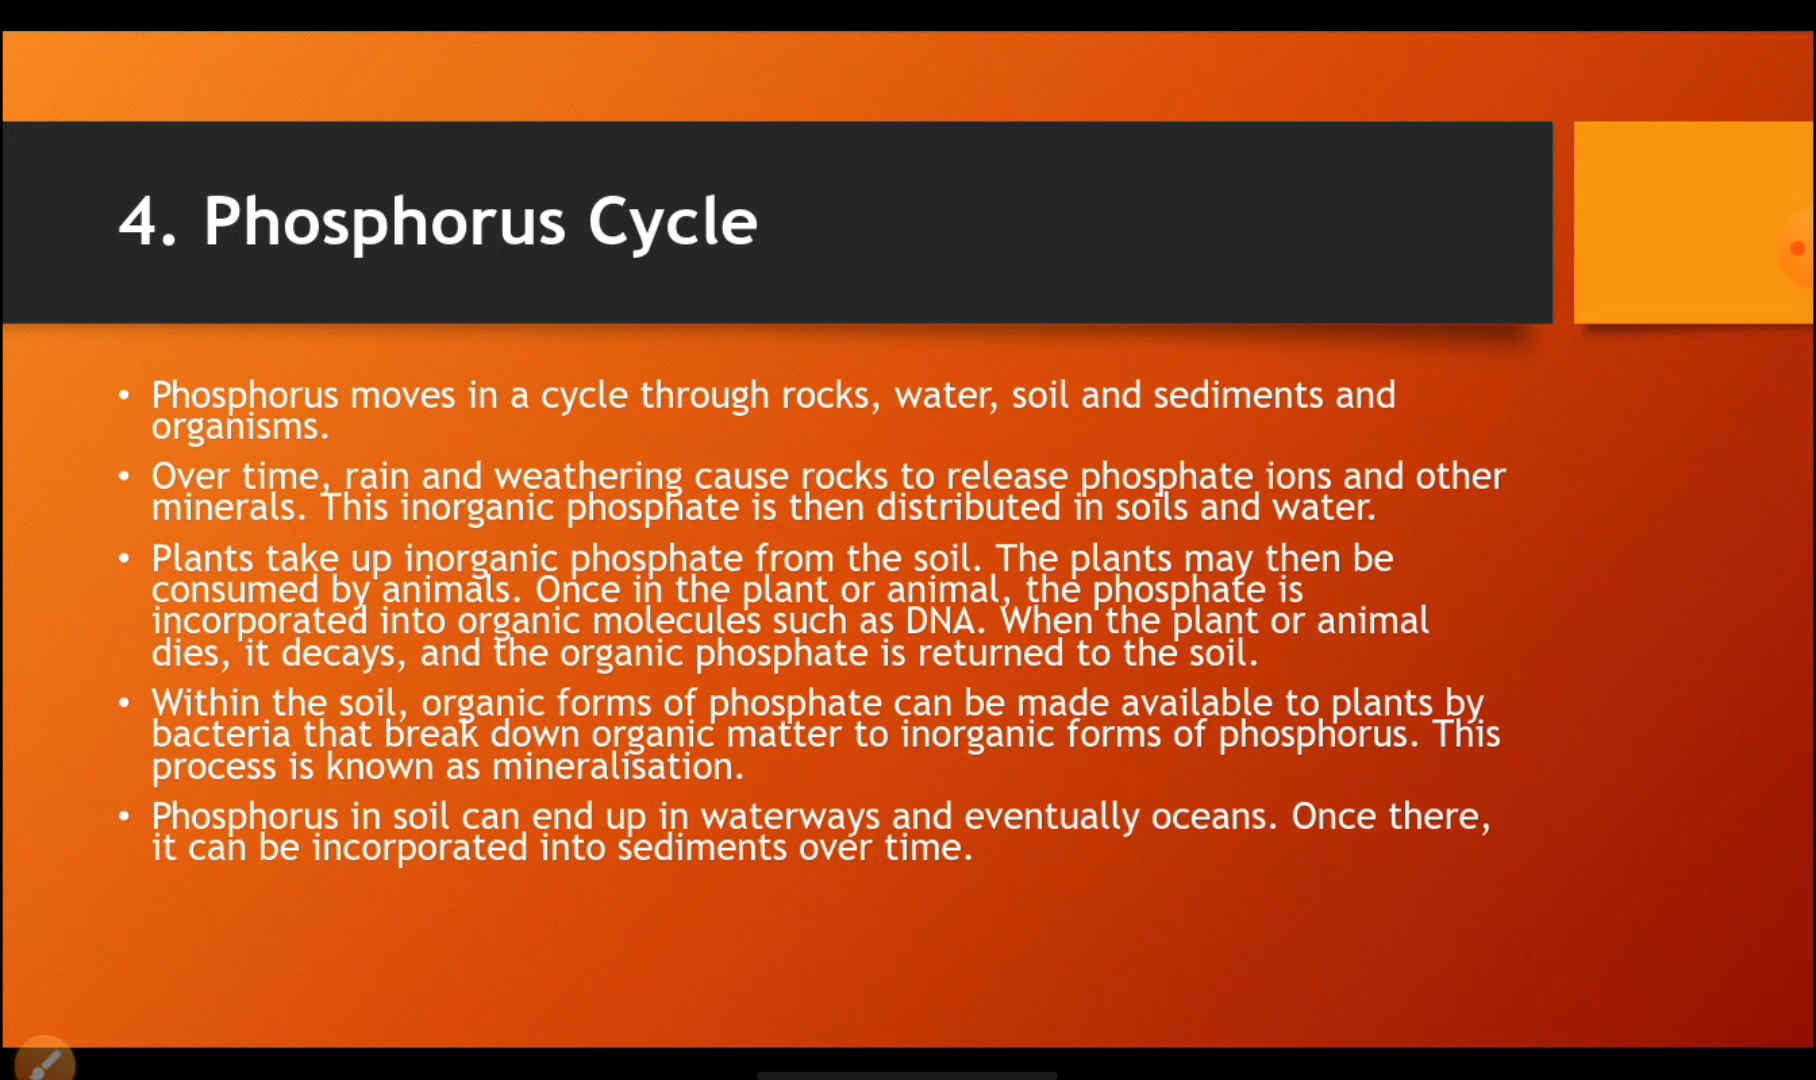 4. Phosphorus Cycle
• Phosphorus moves in a cycle through rocks, water, soil and sediments and
organisms.
• Over time, rain and weathering cause rocks to release phosphate ions and other
minerals. This inorganic phosphate is then distributed in soils and water.
• Plants take up inorganic phosphate from the soil. The plants may then be
consumed by animals. Once in the plant or animal, the phosphate is
incorporated into organic molecules such as DNA. When the plant or animal
dies, it decays, and the organic phosphate is returned to the soil.
• Within the soil, organic forms of phosphate can be made available to plants by
bacteria that break down organic matter to inorganic forms of phosphorus. This
process is known as mineralisation.
• Phosphorus in soil can end up in waterways and eventually oceans. Once there,
it can be incorporated into sediments over time.